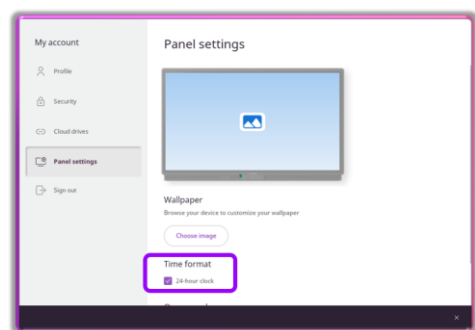 My account
Profile
Security
Cloud drives
Panel settings
Sign out
Panel settings
Wallpaper
Browse your device to customize your wallpaper
Choose image
Time format
24-hour clock